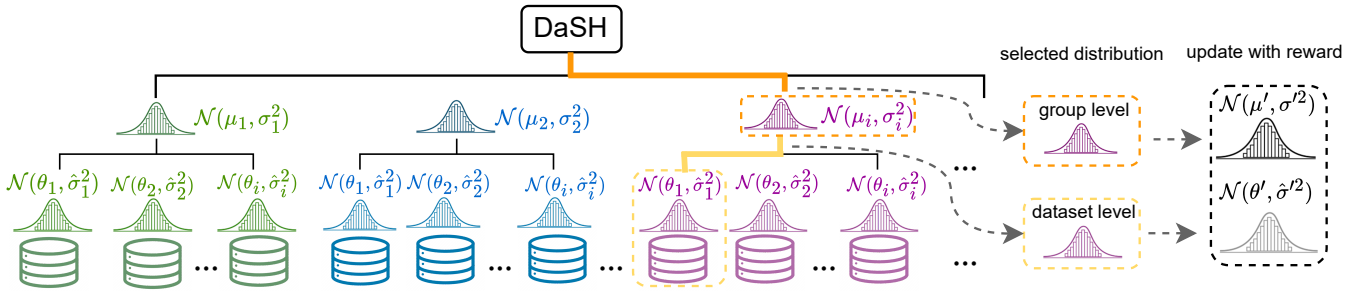 DaSH
selected distribution
update with reward
𝒩(μ₁, σ₁²)
𝒩(μ₂, σ₂²)
𝒩(μᵢ, σᵢ²)
group level
𝒩(μ′, σ′²)
...
𝒩(θ₁, σ̂₁²) 𝒩(θ₂, σ̂₂²) 𝒩(θᵢ, σ̂ᵢ²)
𝒩(θ₁, σ̂₁²) 𝒩(θ₂, σ̂₂²) 𝒩(θᵢ, σ̂ᵢ²)
𝒩(θ₁, σ̂₁²) 𝒩(θ₂, σ̂₂²) 𝒩(θᵢ, σ̂ᵢ²)
dataset level
𝒩(θ′, σ̂′²)
... ... ... ... ...